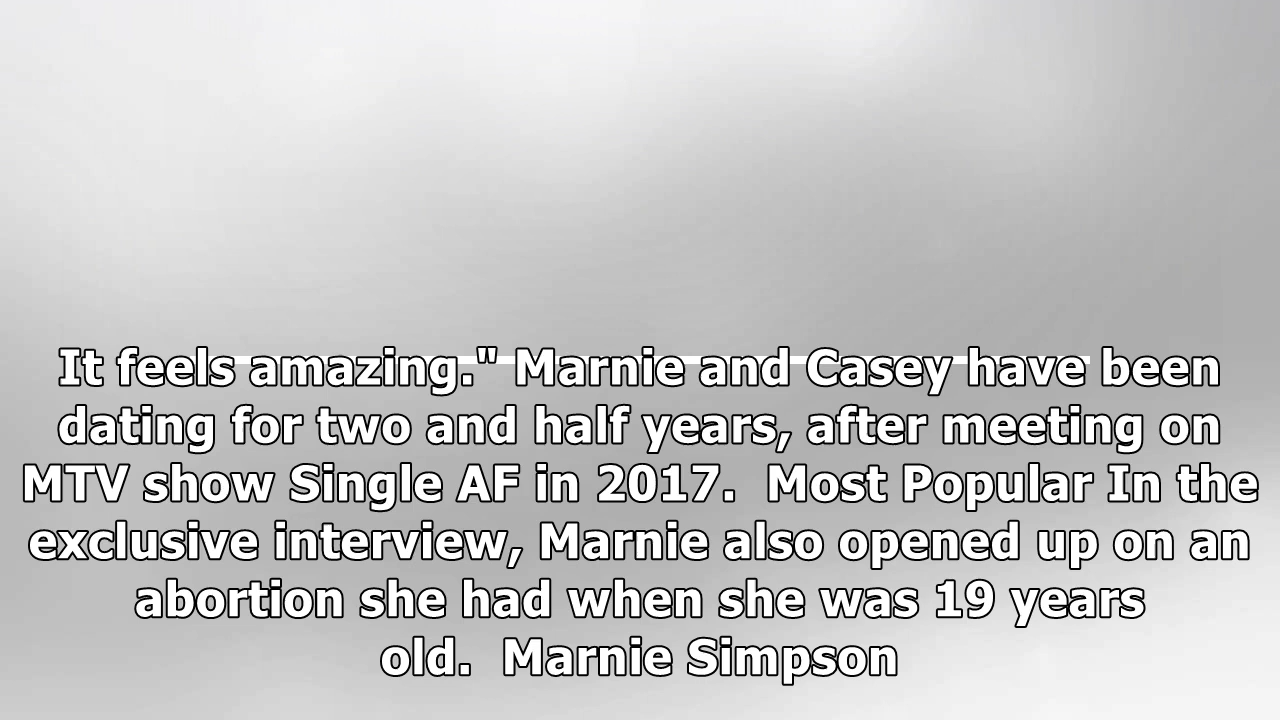 It feels amazing." Marnie and Casey have been
dating for two and half years, after meeting on
MTV show Single AF in 2017.  Most Popular In the
exclusive interview, Marnie also opened up on an
abortion she had when she was 19 years
old.  Marnie Simpson